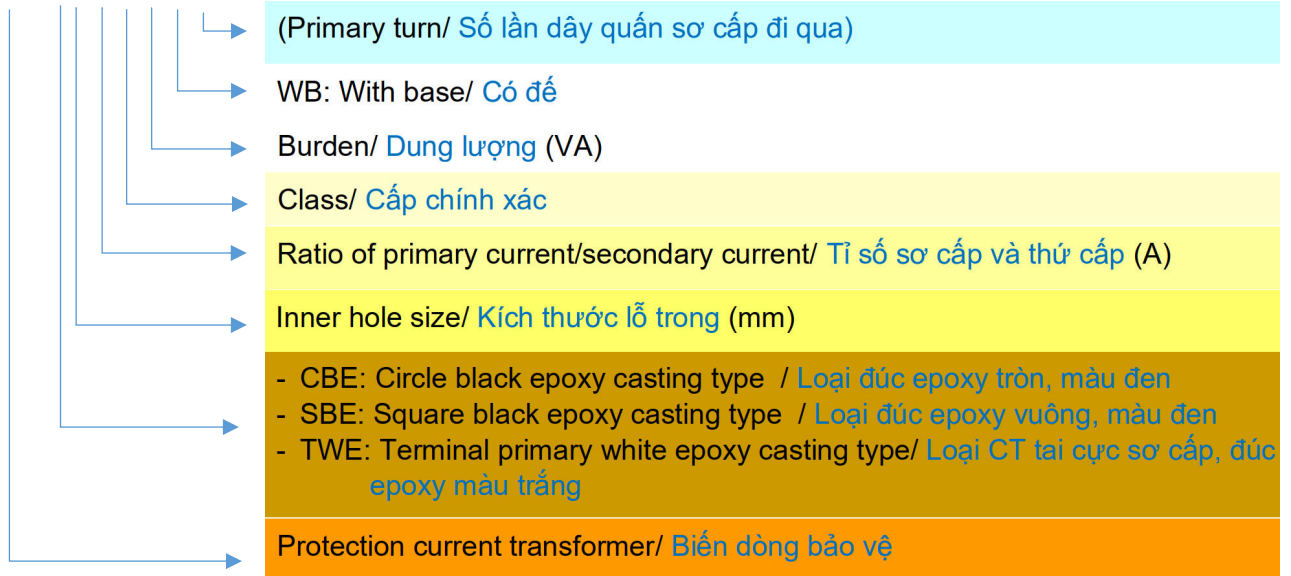 (Primary turn/ Số lần dây quấn sơ cấp đi qua)
WB: With base/ Có đế
Burden/ Dung lượng (VA)
Class/ Cấp chính xác
Ratio of primary current/secondary current/ Tỉ số sơ cấp và thứ cấp (A)
Inner hole size/ Kích thước lỗ trong (mm)
- CBE: Circle black epoxy casting type / Loại đúc epoxy tròn, màu đen
- SBE: Square black epoxy casting type / Loại đúc epoxy vuông, màu đen
- TWE: Terminal primary white epoxy casting type/ Loại CT tai cực sơ cấp, đúc
epoxy màu trắng
Protection current transformer/ Biến dòng bảo vệ